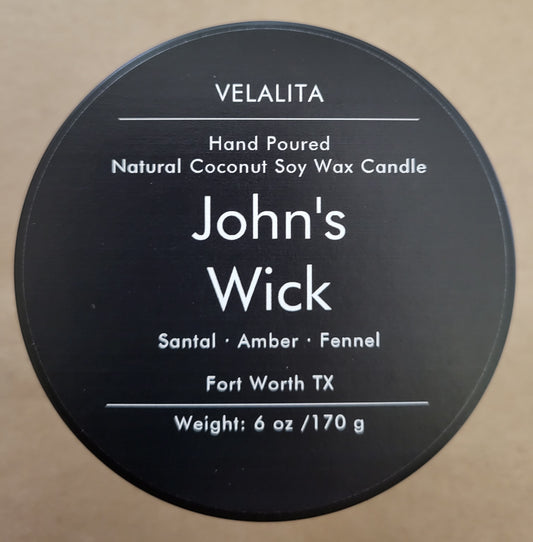 VELALITA
Hand Poured
Natural Coconut Soy Wax Candle
John's
Wick
Santal · Amber · Fennel
Fort Worth TX
Weight: 6 oz /170 g